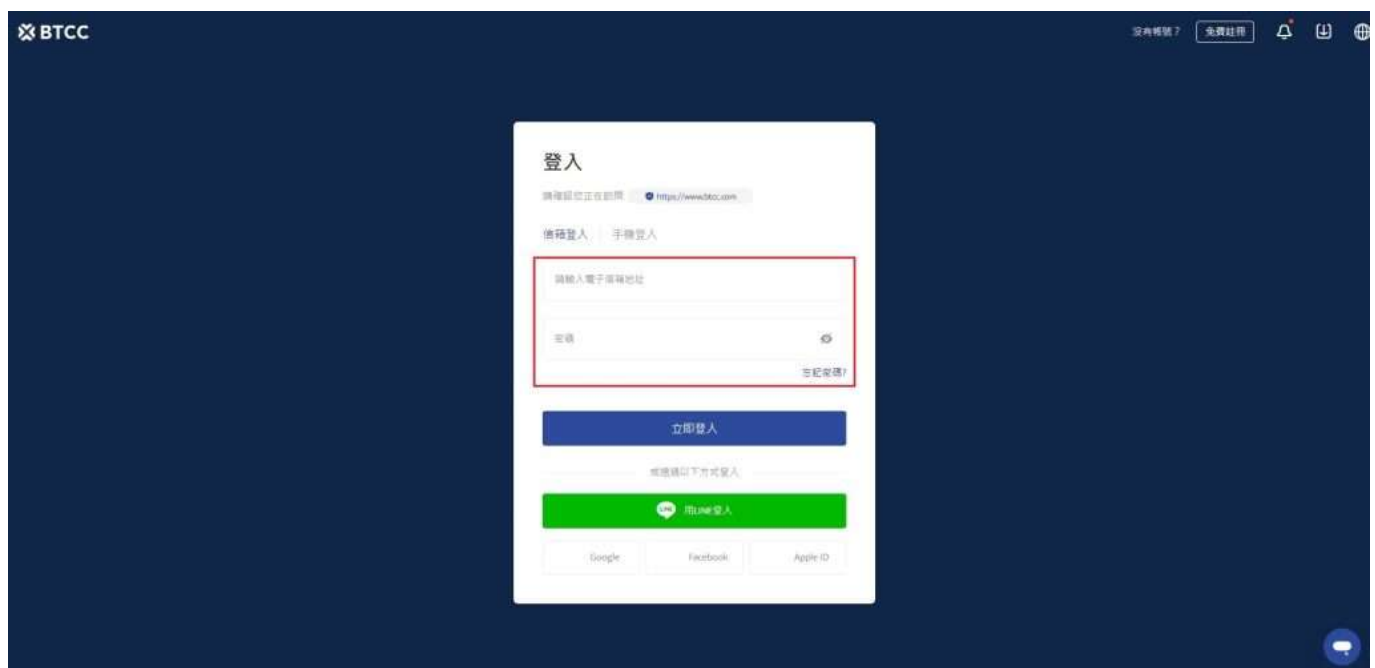 BTCC
沒有帳號？ 免費註冊
登入
請確認您正在訪問 https://www.btcc.com
信箱登入 手機登入
請輸入電子信箱地址
密碼
忘記密碼?
立即登入
或透過以下方式登入
LINE 用LINE登入
Google Facebook Apple ID